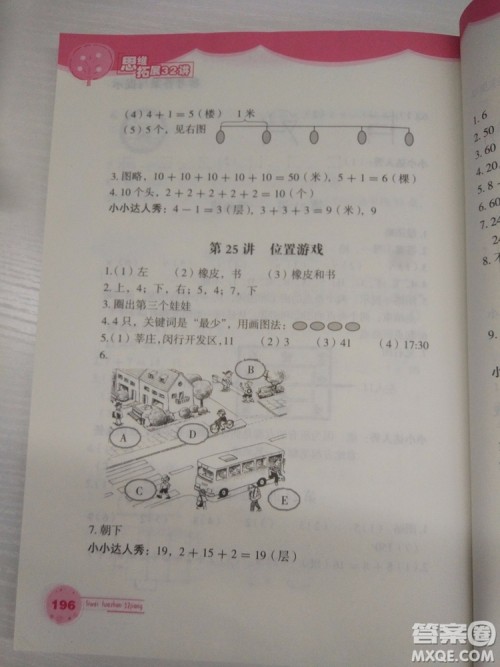 思维拓展32讲
(4) 4+1=5(楼) 1米
(5) 5个，见右图
3. 图略，10+10+10+10+10=50(米)，5+1=6(棵)
4. 10个头，2+2+2+2+2=10(个)
小小达人秀：4-1=3(层)，3+3+3=9(米)，9
第25讲 位置游戏
1. (1) 左 (2) 橡皮，书 (3) 橡皮和书
2. 上，4；下，右；5，4；7，下
3. 圈出第三个娃娃
4. 4只，关键词是“最少”，用画图法：
5. (1) 莘庄，闵行开发区，11 (2) 3 (3) 41 (4) 17:30
6.
B
A
D
C
E
7. 朝下
小小达人秀：19，2+15+2=19(层)
196
1. 6
2.
3. 60
4. 20
5. 8-
6. 60
7. 24
24
8. 不
9.
小
答案圈
MXQE.COM